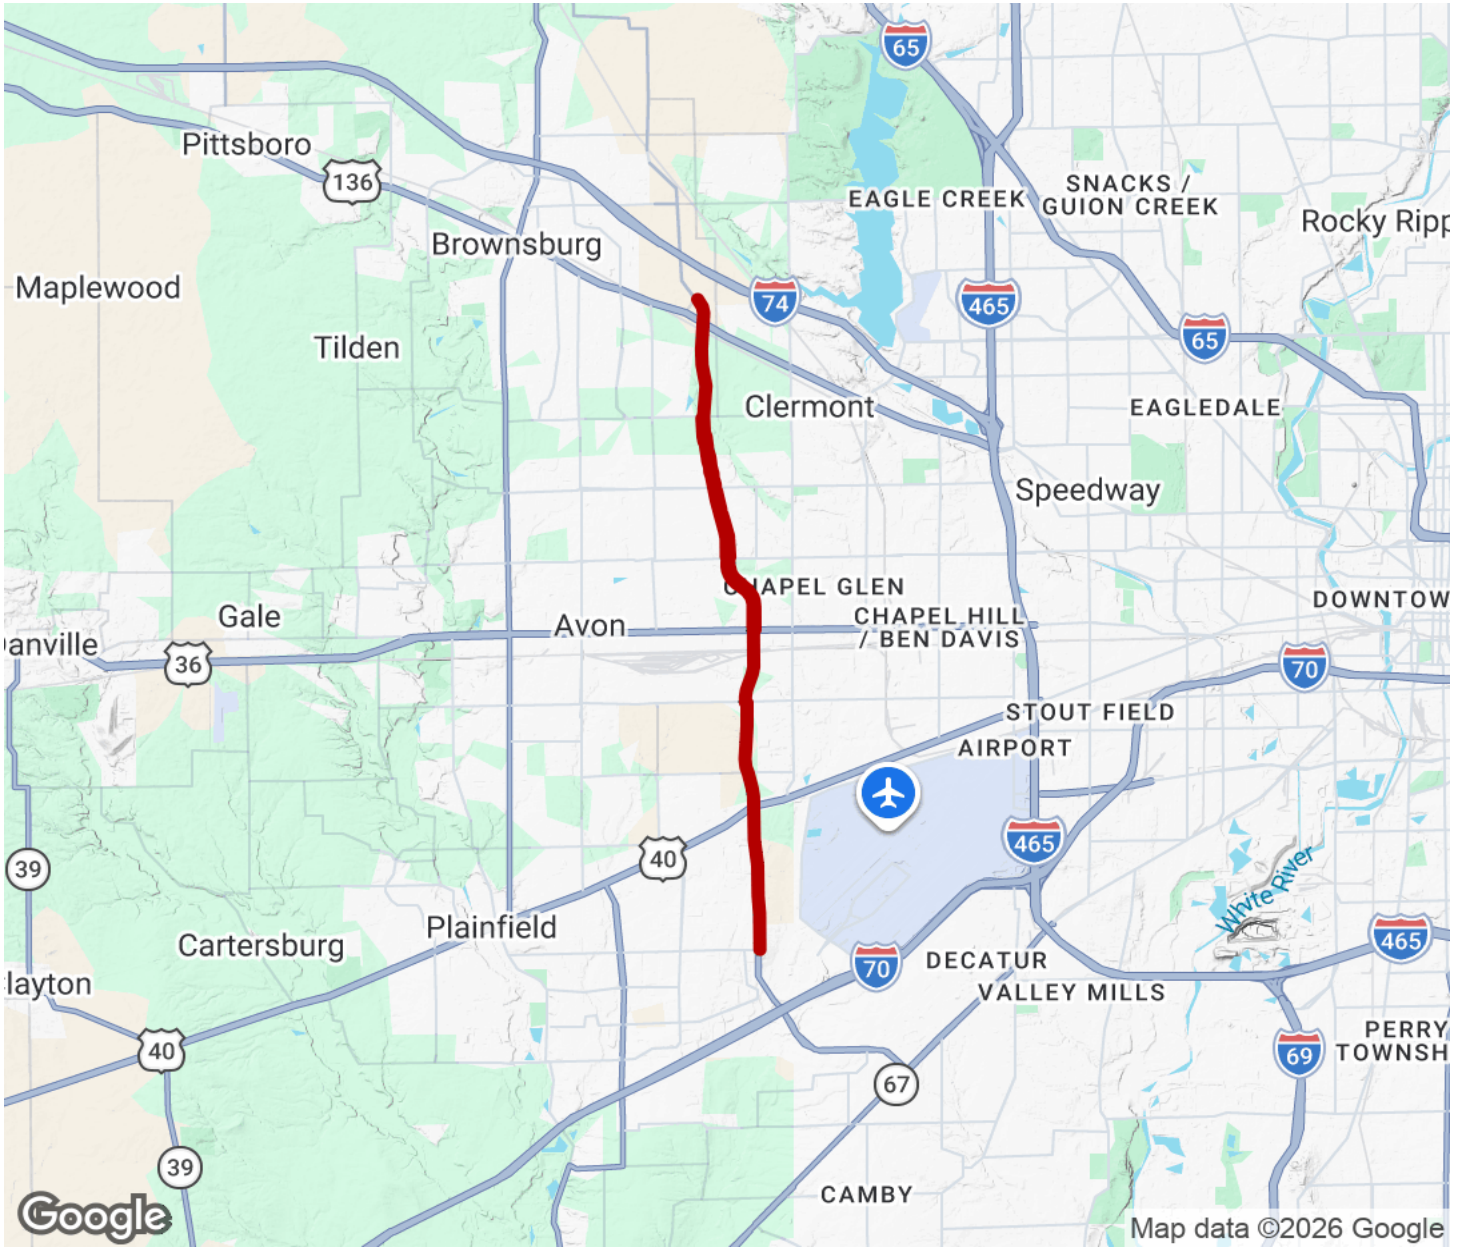 65
Pittsboro
136
EAGLE CREEK
SNACKS /
GUION CREEK
Rocky Ripp
Brownsburg
Maplewood
74
465
65
Tilden
Clermont
EAGLEDALE
Speedway
CHAPEL GLEN
DOWNTOW
Gale
Avon
CHAPEL HILL
/ BEN DAVIS
anville
36
70
STOUT FIELD
AIRPORT
465
40
39
White River
Plainfield
Cartersburg
465
DECATUR
70
layton
VALLEY MILLS
40
PERRY
TOWNSH
69
67
39
CAMBY
Google
Map data ©2026 Google